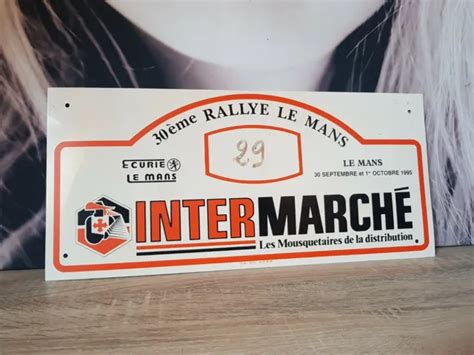 30ème RALLYE LE MANS
29
ECURIE
LE MANS
LE MANS
30 SEPTEMBRE et 1er OCTOBRE 1995
INTERMARCHÉ
Les Mousquetaires de la distribution